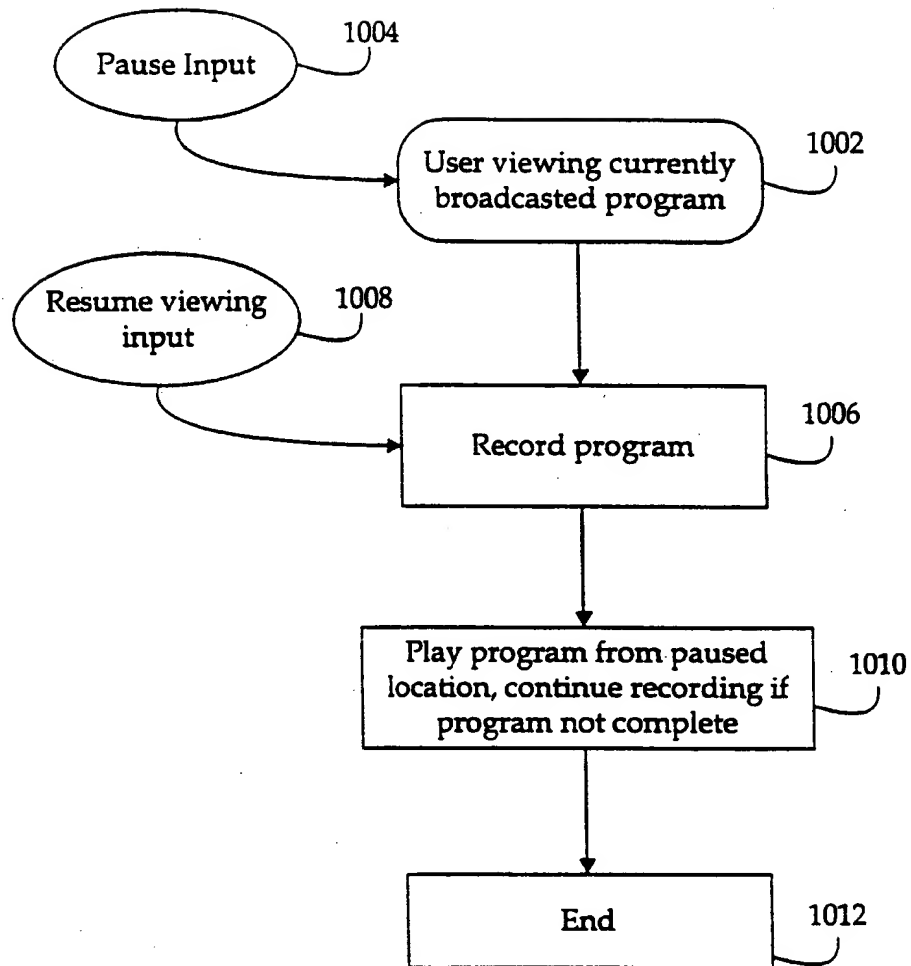 1004
Pause Input
1002
User viewing currently
broadcasted program
1008
Resume viewing
input
1006
Record program
1010
Play program from paused
location, continue recording if
program not complete
End
1012